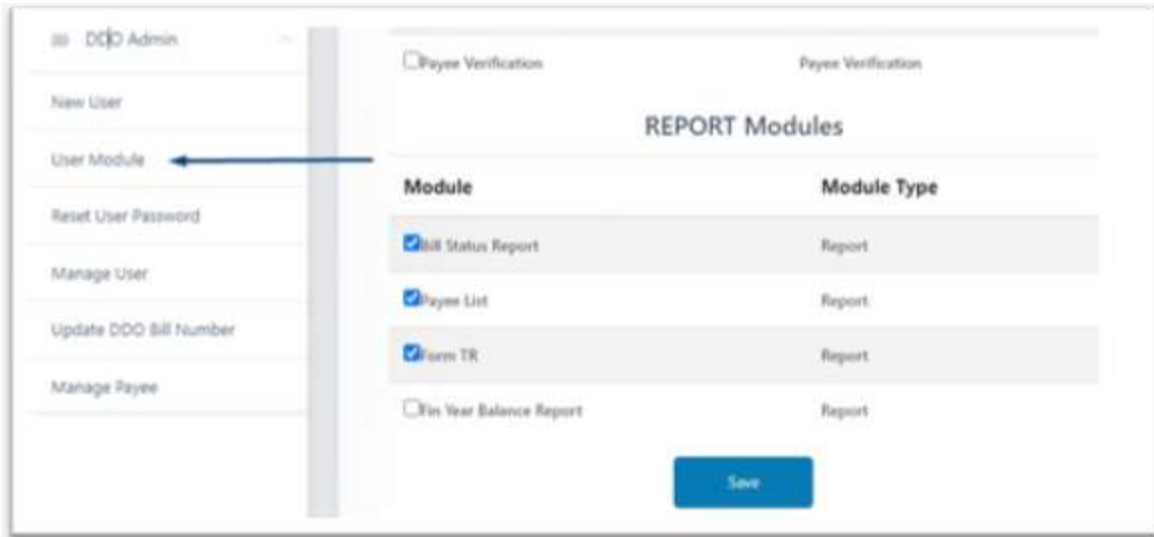 DDO Admin
New User
User Module
Reset User Password
Manage User
Update DDO Bill Number
Manage Payee
Payee Verification Payee Verification
REPORT Modules
Module Module Type
Bill Status Report Report
Payee List Report
Form TR Report
Fin Year Balance Report Report
Save